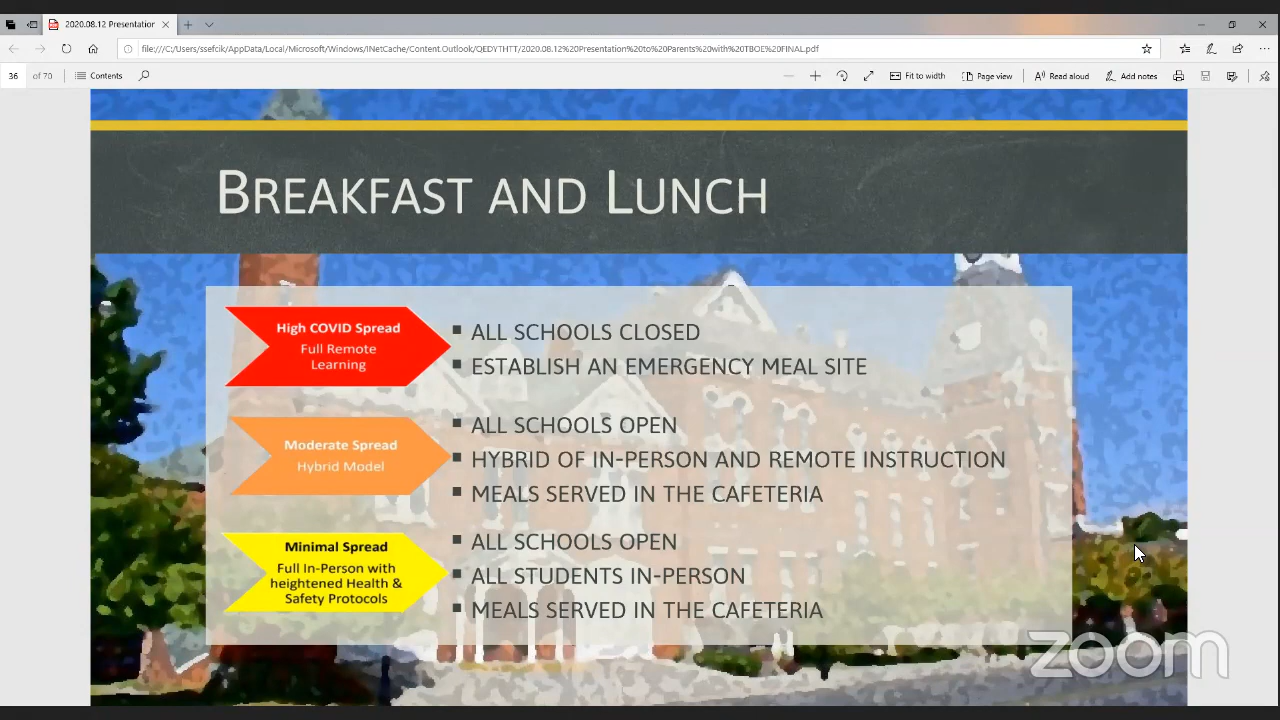 2020.08.12 Presentation
file:///C:/Users/ssefcik/AppData/Local/Microsoft/Windows/INetCache/Content.Outlook/QEDYTHTT/2020.08.12%20Presentation%20to%20Parents%20with%20TBOE%20FINAL.pdf
36 of 70 Contents Fit to width Page view Read aloud Add notes
BREAKFAST AND LUNCH
High COVID Spread
Full Remote
Learning
▪ ALL SCHOOLS CLOSED
▪ ESTABLISH AN EMERGENCY MEAL SITE
Moderate Spread
Hybrid Model
▪ ALL SCHOOLS OPEN
▪ HYBRID OF IN-PERSON AND REMOTE INSTRUCTION
▪ MEALS SERVED IN THE CAFETERIA
Minimal Spread
Full In-Person with
heightened Health &
Safety Protocols
▪ ALL SCHOOLS OPEN
▪ ALL STUDENTS IN-PERSON
▪ MEALS SERVED IN THE CAFETERIA
zoom